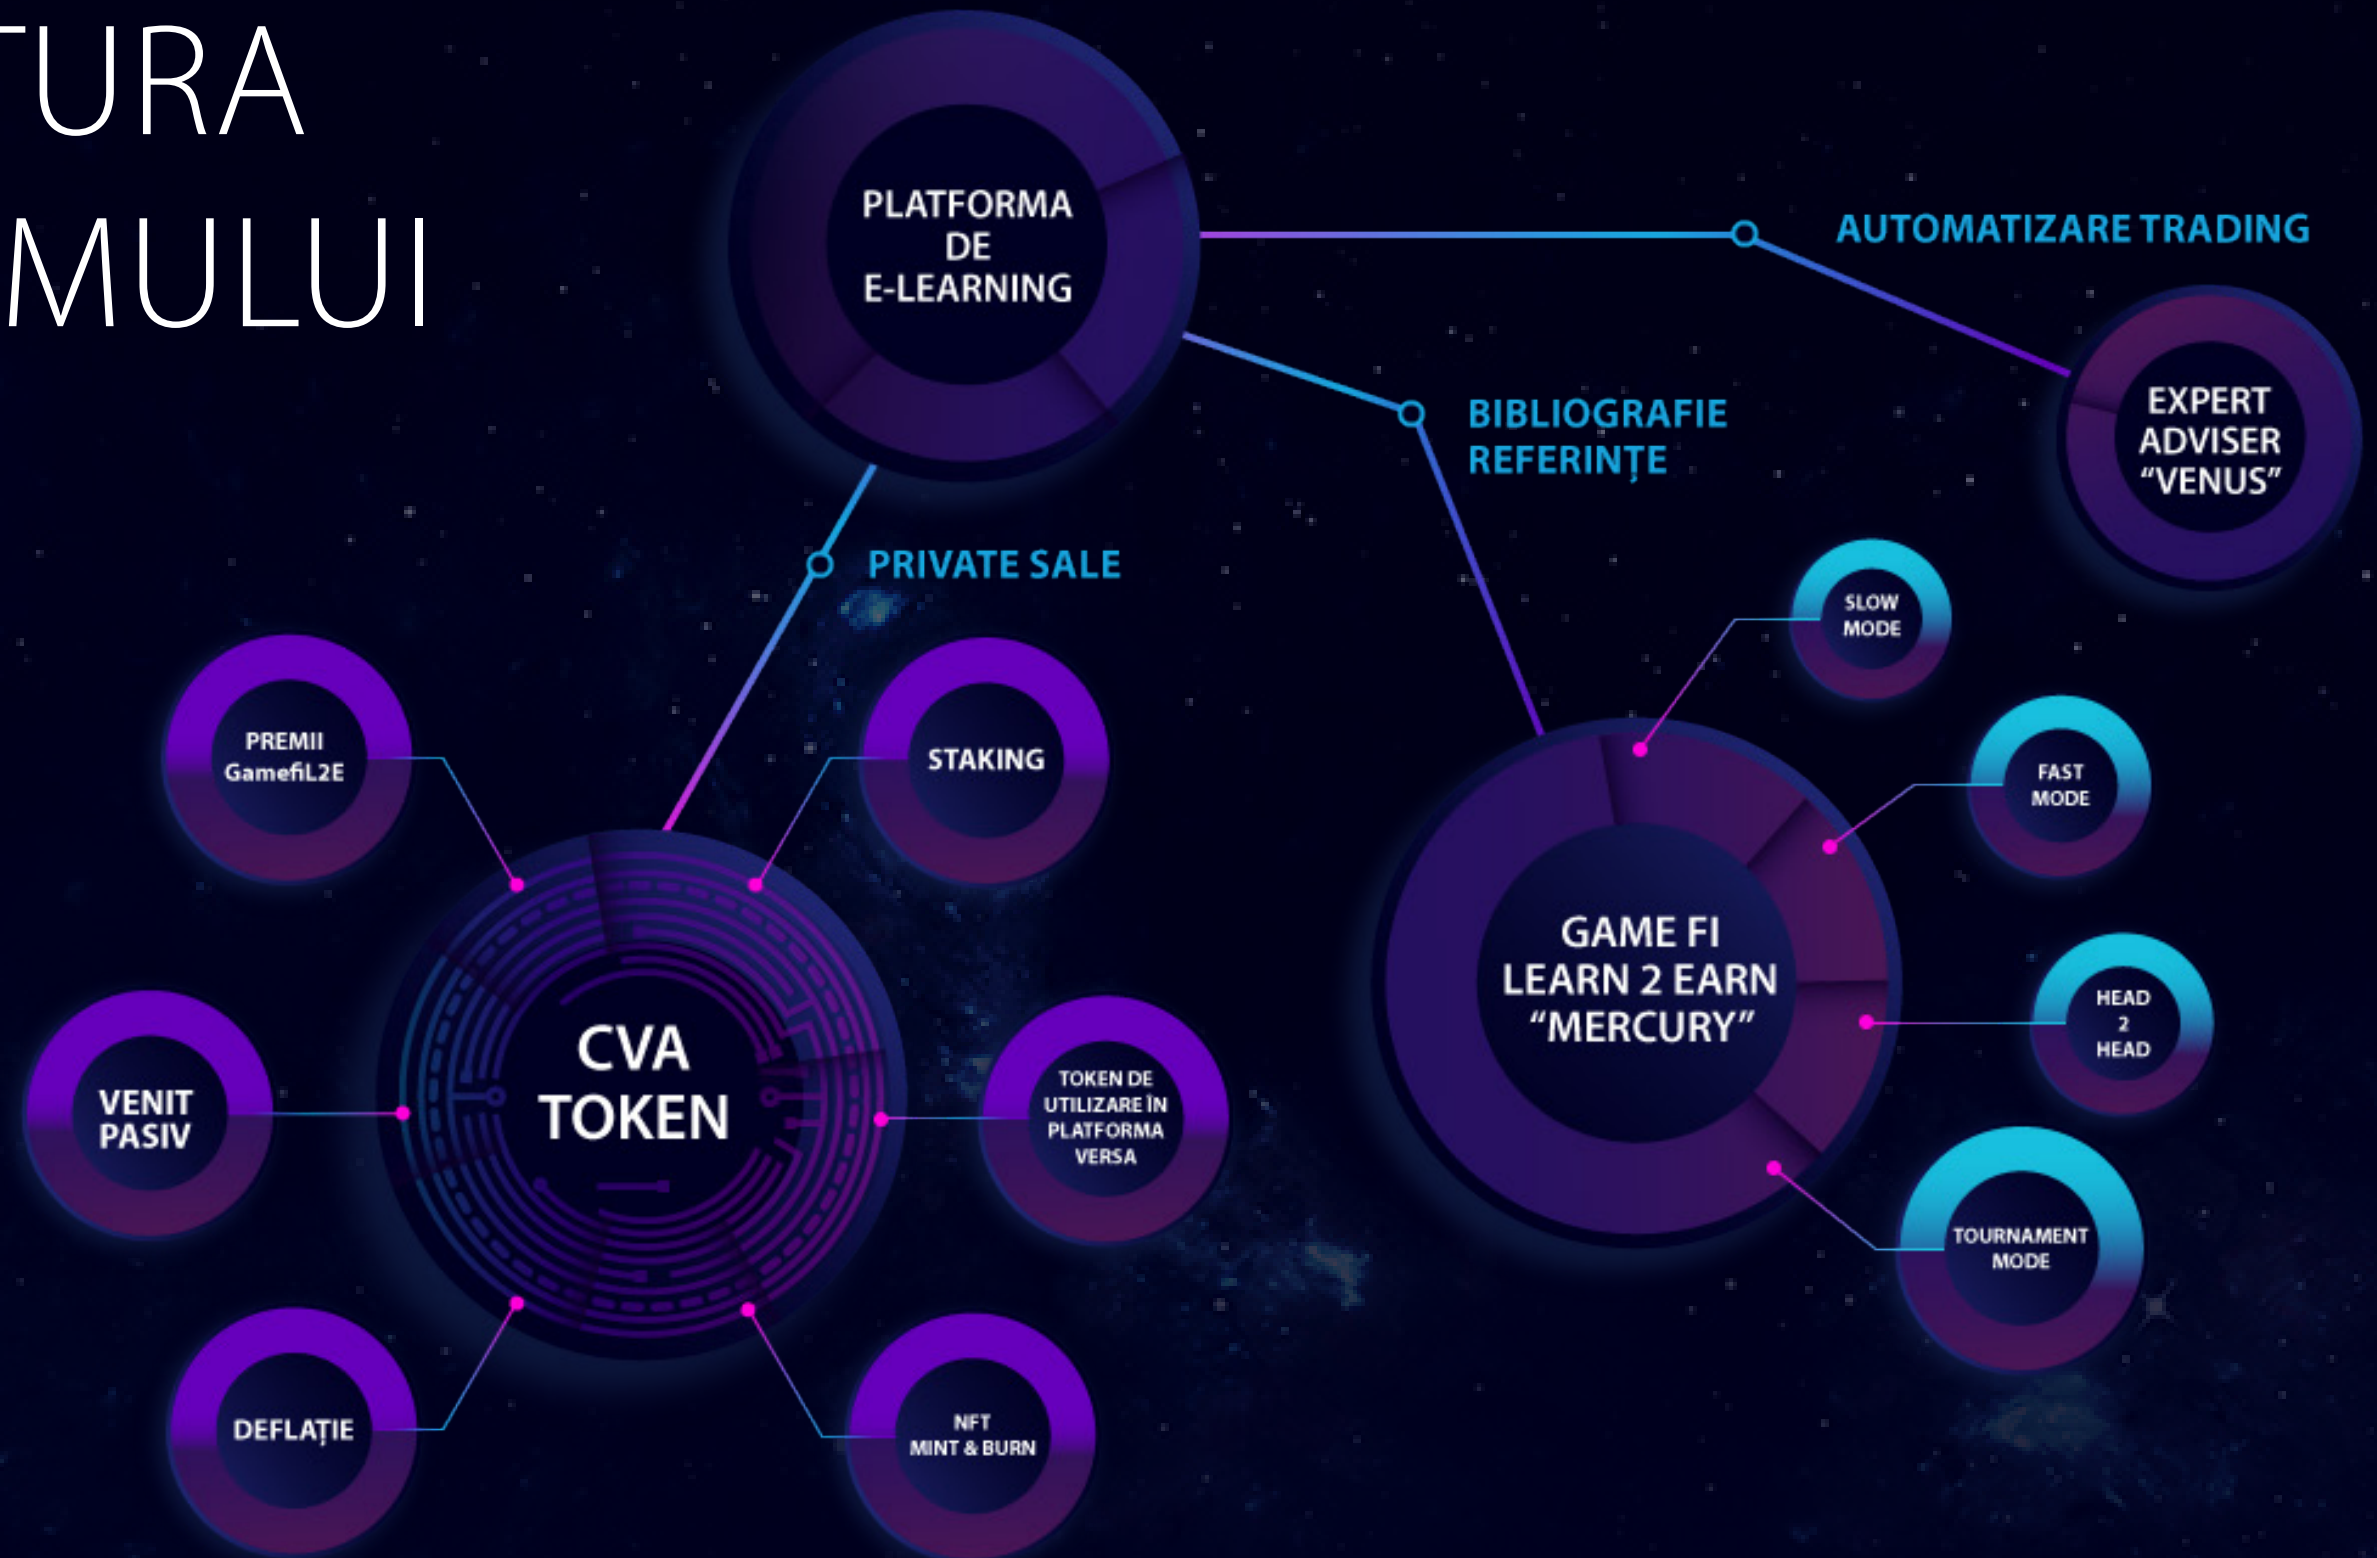 TURA
MULUI
PLATFORMA
DE
E-LEARNING
AUTOMATIZARE TRADING
EXPERT
ADVISER
“VENUS”
BIBLIOGRAFIE
REFERINȚE
PRIVATE SALE
SLOW
MODE
PREMII
GamefiL2E
STAKING
FAST
MODE
GAME FI
LEARN 2 EARN
“MERCURY”
HEAD
2
HEAD
CVA
TOKEN
VENIT
PASIV
TOKEN DE
UTILIZARE ÎN
PLATFORMA
VERSA
TOURNAMENT
MODE
DEFLAȚIE
NFT
MINT & BURN